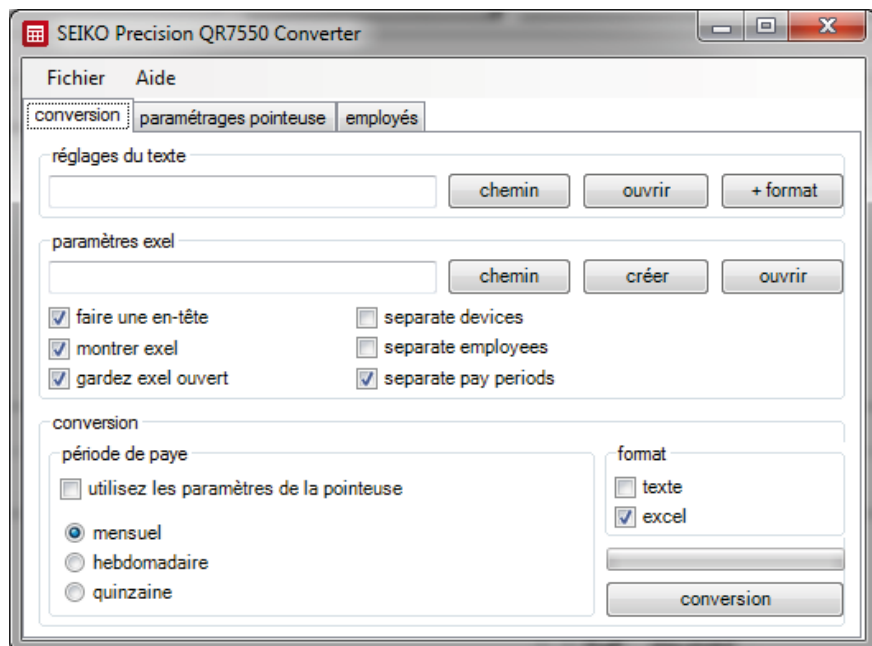 SEIKO Precision QR7550 Converter
Fichier Aide
conversion paramétrages pointeuse employés
réglages du texte
chemin ouvrir + format
paramètres exel
chemin créer ouvrir
faire une en-tête separate devices
montrer exel separate employees
gardez exel ouvert separate pay periods
conversion
période de paye format
utilisez les paramètres de la pointeuse texte
mensuel excel
hebdomadaire
quinzaine conversion